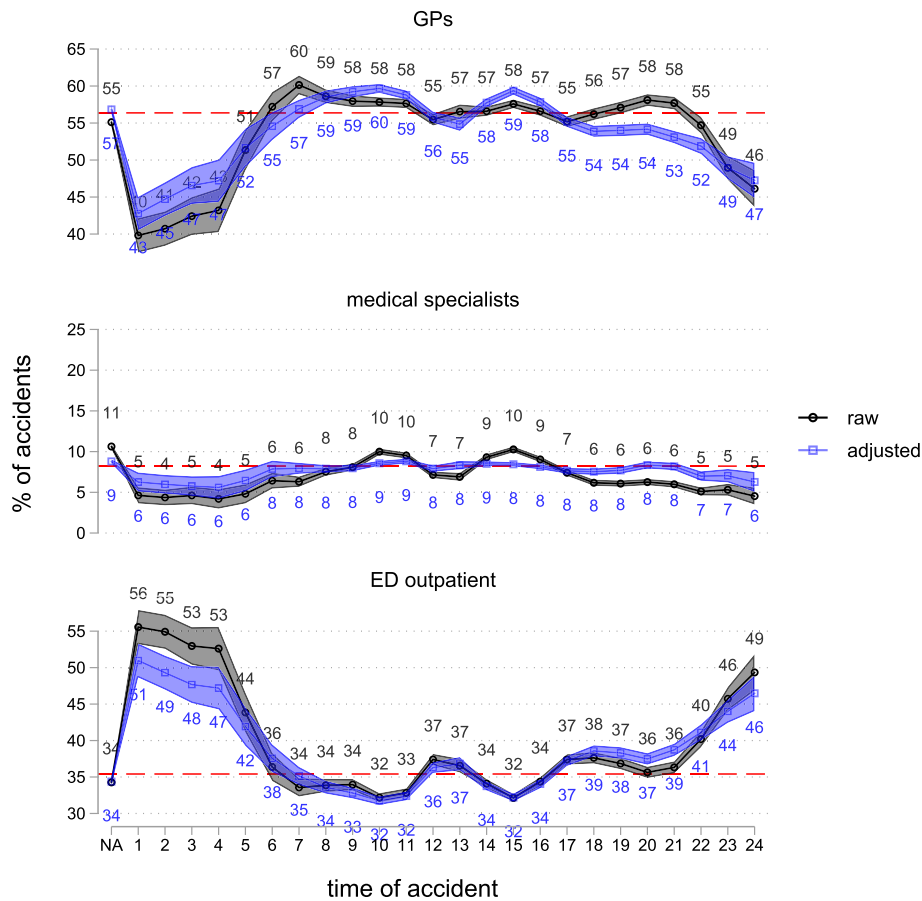 GPs
65
60
55
50
45
40
55 40 41 42 43 51 57 60 59 58 58 58 55 57 57 58 57 55 56 57 58 58 55 49 46
57 43 45 47 47 52 55 57 59 59 60 59 56 55 58 59 58 55 54 54 54 53 52 49 47
medical specialists
25
20
15
10
5
0
11 5 4 5 4 5 6 6 8 8 10 10 7 7 9 10 9 7 6 6 6 6 5 5 5
9 6 6 6 6 6 8 8 8 8 9 9 8 8 9 8 8 8 8 8 8 8 7 7 6
% of accidents
raw
adjusted
ED outpatient
55
50
45
40
35
30
34 56 55 53 53 44 36 34 34 34 32 33 37 37 34 32 34 37 38 37 36 36 40 46 49
34 51 49 48 47 42 38 35 34 33 32 32 36 37 34 32 34 37 39 38 37 39 41 44 46
NA 1 2 3 4 5 6 7 8 9 10 11 12 13 14 15 16 17 18 19 20 21 22 23 24
time of accident